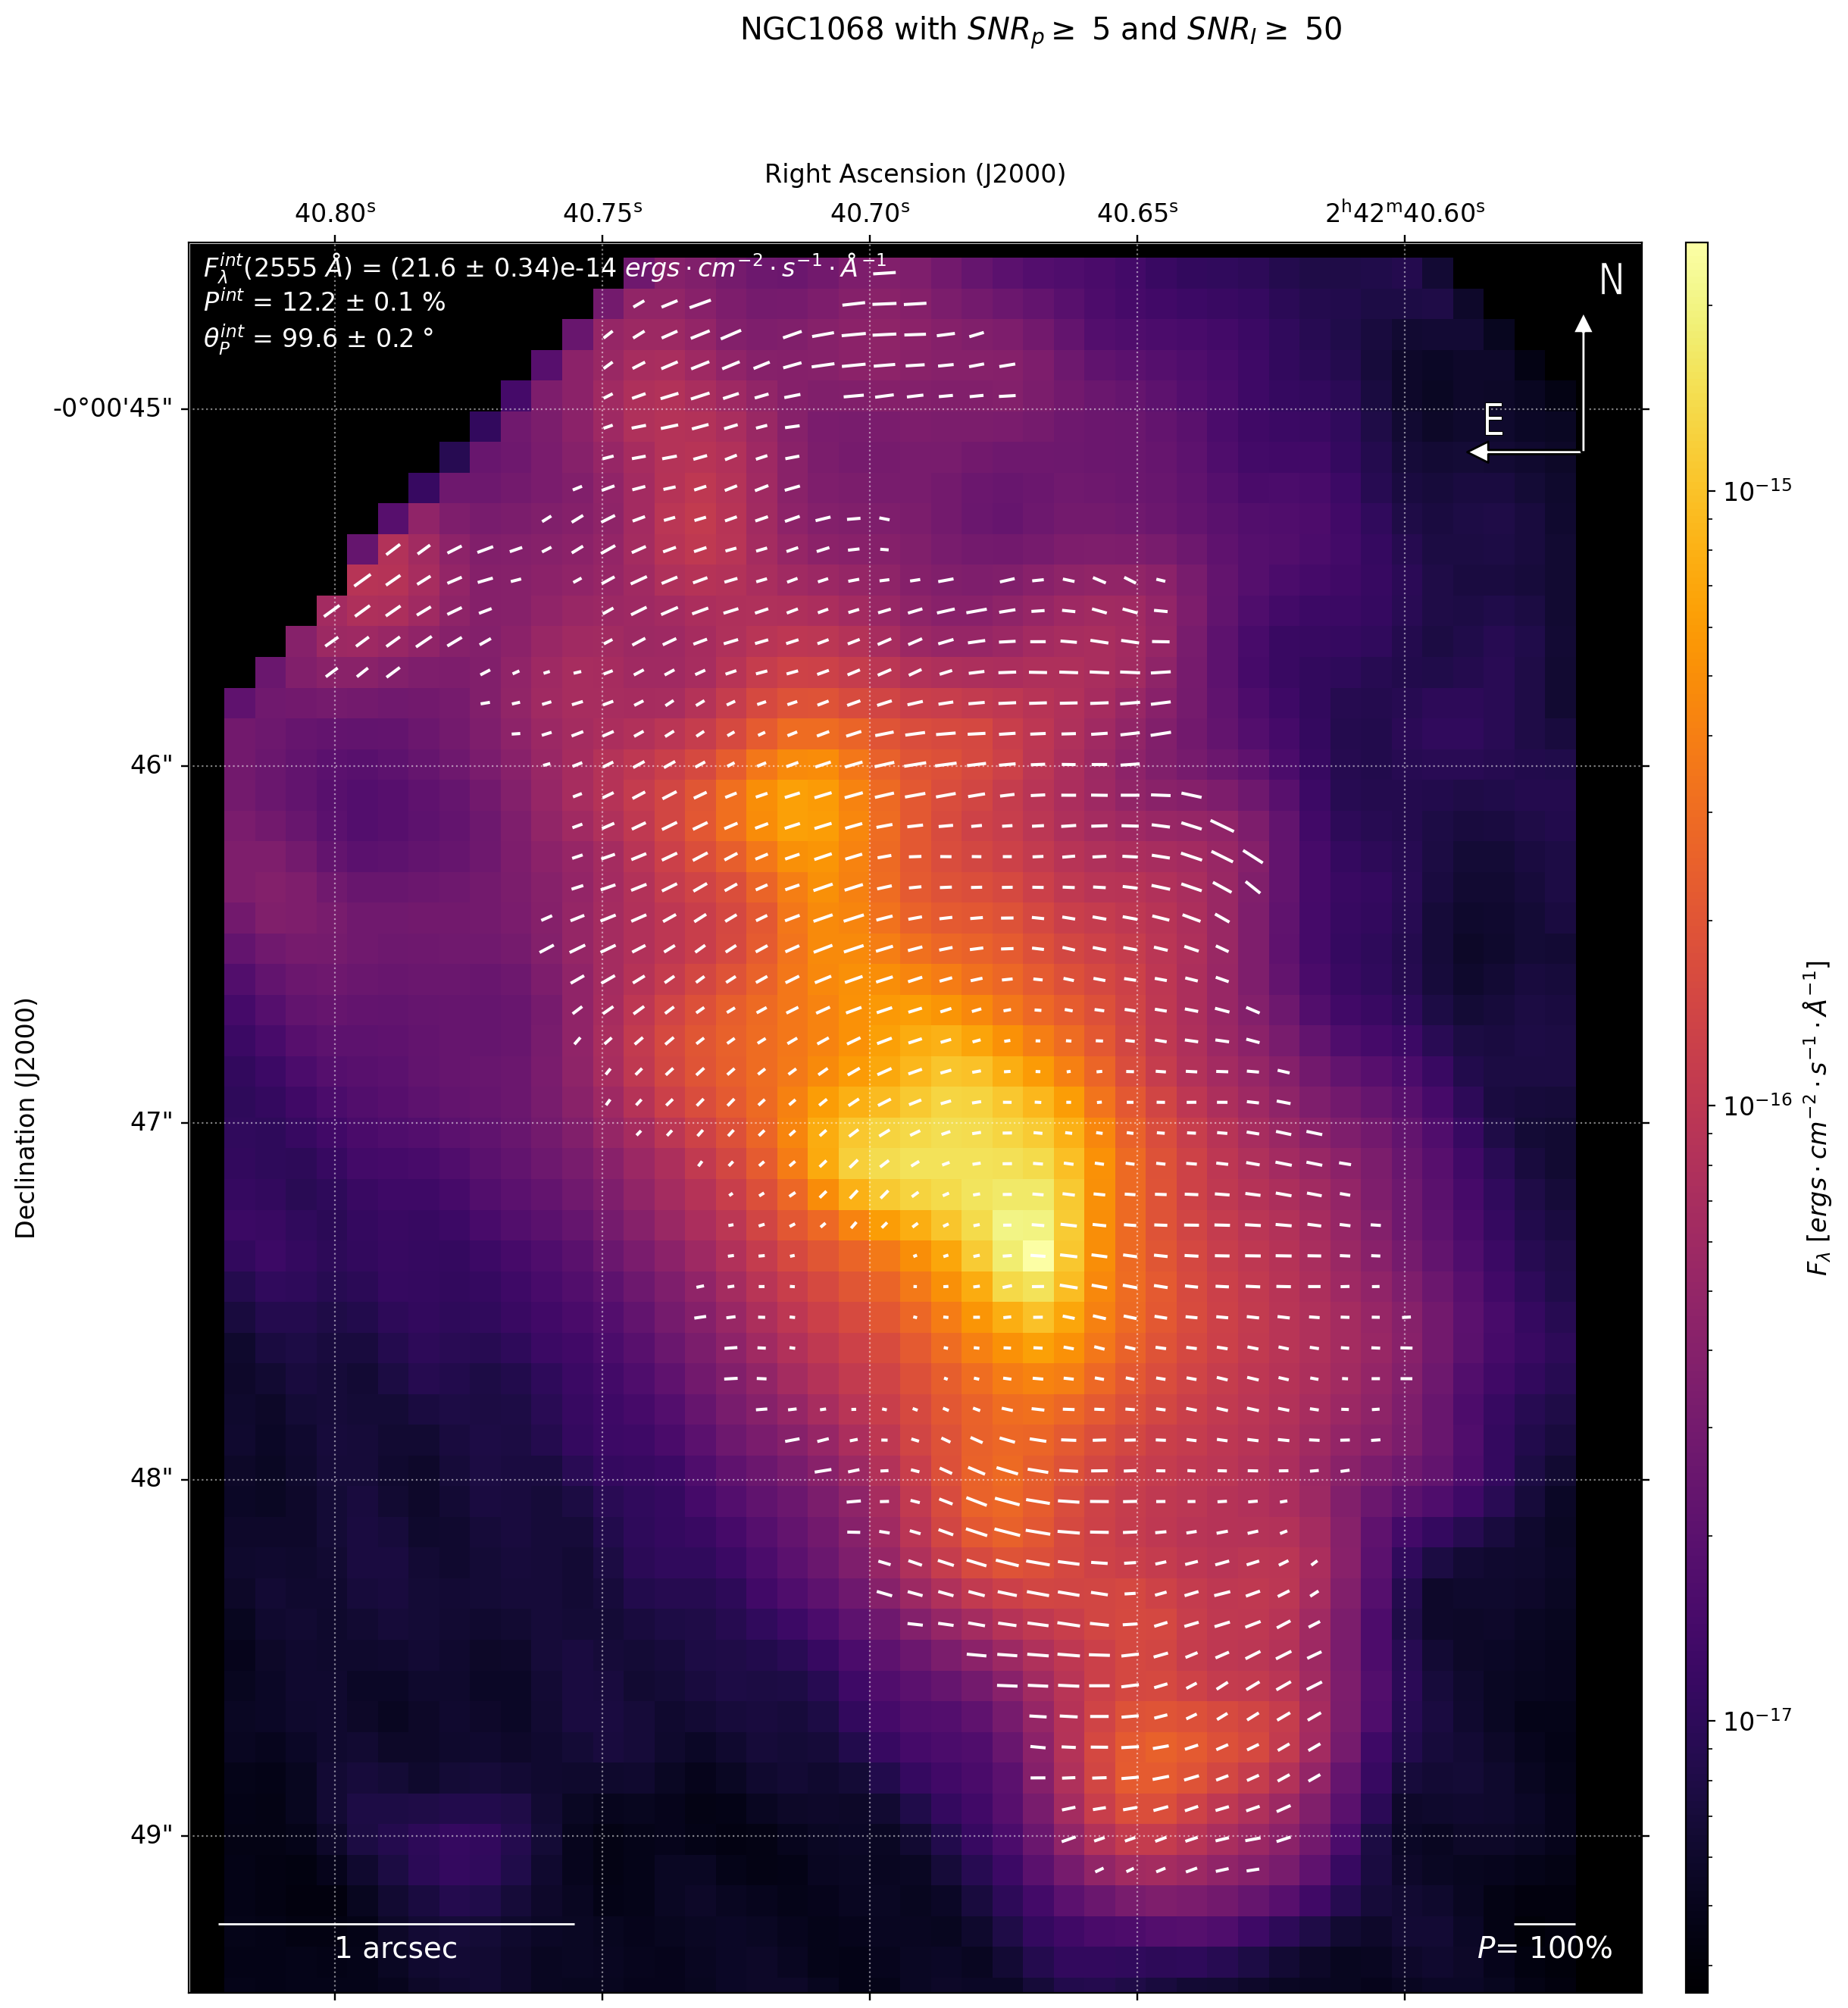 NGC1068 with SNR_p ≥ 5 and SNR_I ≥ 50
Right Ascension (J2000)
40.80ˢ 40.75ˢ 40.70ˢ 40.65ˢ 2ʰ42ᵐ40.60ˢ
F_λ^int(2555 Å) = (21.6 ± 0.34)e-14 ergs · cm⁻² · s⁻¹ · Å⁻¹
P^int = 12.2 ± 0.1 %
θ_P^int = 99.6 ± 0.2 °
N
E
-0°00'45"
46"
47"
48"
49"
Declination (J2000)
1 arcsec
P= 100%
10⁻¹⁵
10⁻¹⁶
10⁻¹⁷
F_λ [ergs · cm⁻² · s⁻¹ · Å⁻¹]